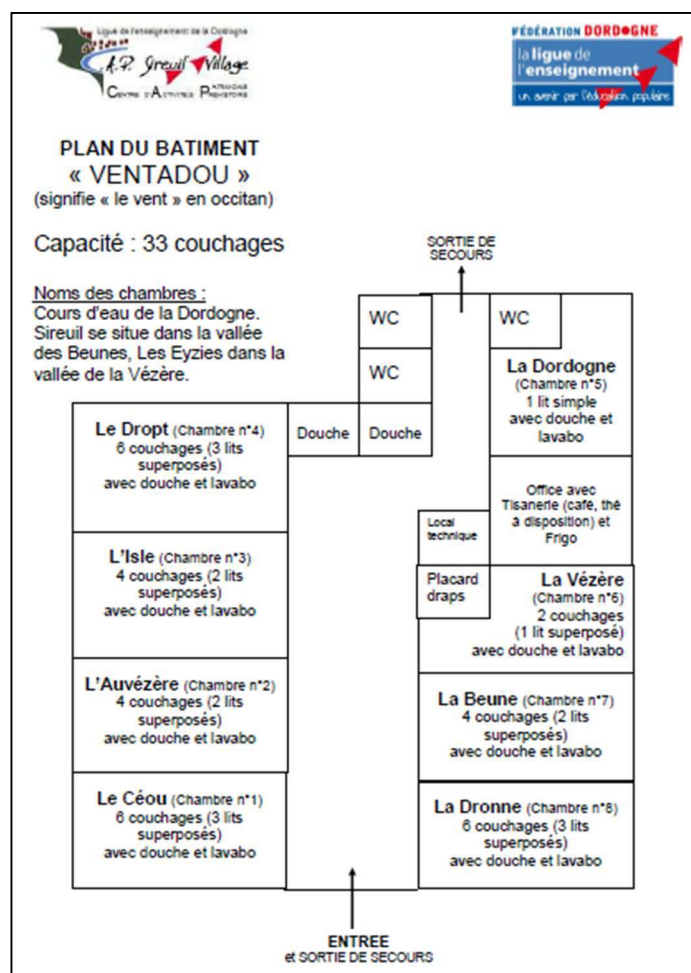 Ligue de l'enseignement de la Dordogne
A.P. Sireuil Village
CENTRE D'ACTIVITÉS PATRIMOINE PRÉHISTOIRE
FÉDÉRATION DORDOGNE
la ligue de
l'enseignement
un avenir par l'éducation populaire
PLAN DU BATIMENT
« VENTADOU »
(signifie « le vent » en occitan)
Capacité : 33 couchages
Noms des chambres :
Cours d'eau de la Dordogne.
Sireuil se situe dans la vallée
des Beunes, Les Eyzies dans la
vallée de la Vézère.
SORTIE DE
SECOURS
WC
WC
WC
La Dordogne
(Chambre n°5)
1 lit simple
avec douche et
lavabo
Le Dropt (Chambre n°4)
6 couchages (3 lits
superposés)
avec douche et lavabo
Douche
Douche
Office avec
Tisanerie (café, thé
à disposition) et
Frigo
Local
technique
L'Isle (Chambre n°3)
4 couchages (2 lits
superposés)
avec douche et lavabo
Placard
draps
La Vézère
(Chambre n°6)
2 couchages
(1 lit superposé)
avec douche et lavabo
L'Auvézère (Chambre n°2)
4 couchages (2 lits
superposés)
avec douche et lavabo
La Beune (Chambre n°7)
4 couchages (2 lits
superposés)
avec douche et lavabo
Le Céou (Chambre n°1)
6 couchages (3 lits
superposés)
avec douche et lavabo
La Dronne (Chambre n°8)
6 couchages (3 lits
superposés)
avec douche et lavabo
ENTREE
et SORTIE DE SECOURS